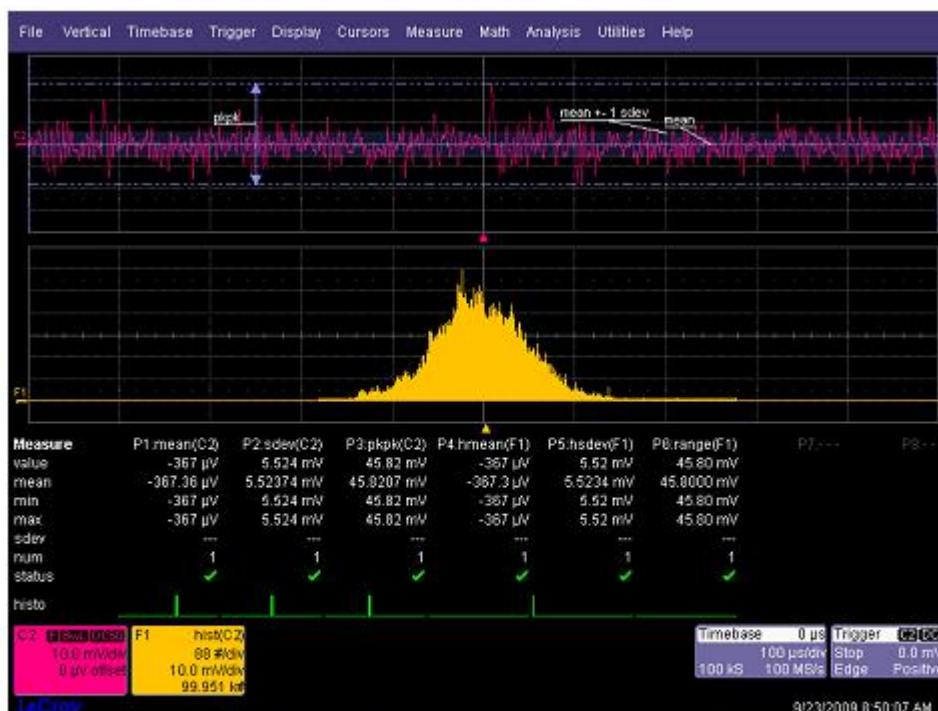 File Vertical Timebase Trigger Display Cursors Measure Math Analysis Utilities Help
pkpk
mean +- 1 sdev
mean
C2
F1
Measure P1:mean(C2) P2:sdev(C2) P3:pkpk(C2) P4:hmean(F1) P5:hsdev(F1) P6:range(F1) P7:--- P8:--
value -367 µV 5.524 mV 45.82 mV -367 µV 5.52 mV 45.80 mV
mean -367.36 µV 5.52374 mV 45.8207 mV -367.3 µV 5.5234 mV 45.8000 mV
min -367 µV 5.524 mV 45.82 mV -367 µV 5.52 mV 45.80 mV
max -367 µV 5.524 mV 45.82 mV -367 µV 5.52 mV 45.80 mV
sdev --- --- --- --- --- ---
num 1 1 1 1 1 1
status
histo
C2 F1 hist(C2) Timebase 0 µs Trigger C2 DC
10.0 mV/div 88 #/div 100 µs/div Stop 0.0 mV
0 µV offset 10.0 mV/div 100 kS 100 MS/s Edge Positive
99.951 k#
LeCroy 9/23/2009 8:50:07 AM